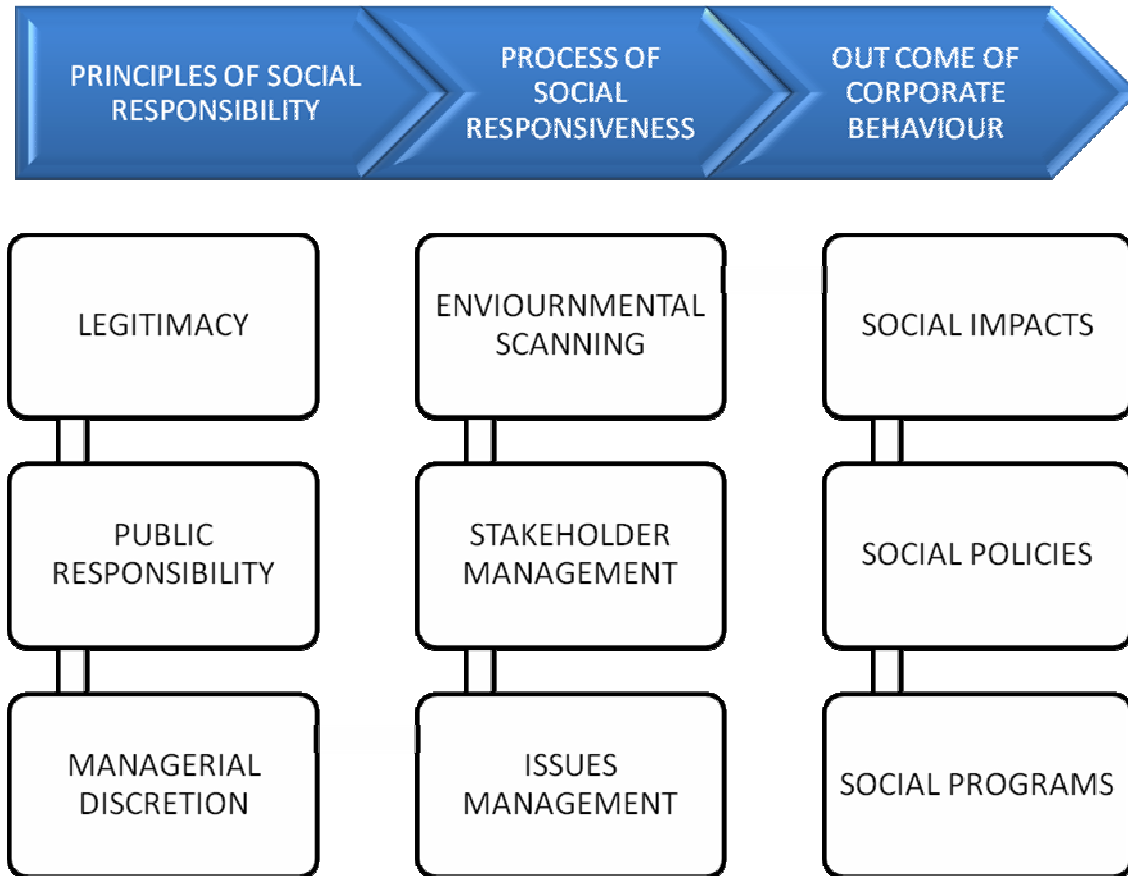 PRINCIPLES OF SOCIAL
RESPONSIBILITY
PROCESS OF
SOCIAL
RESPONSIVENESS
OUT COME OF
CORPORATE
BEHAVIOUR
LEGITIMACY
PUBLIC
RESPONSIBILITY
MANAGERIAL
DISCRETION
ENVIOURNMENTAL
SCANNING
STAKEHOLDER
MANAGEMENT
ISSUES
MANAGEMENT
SOCIAL IMPACTS
SOCIAL POLICIES
SOCIAL PROGRAMS